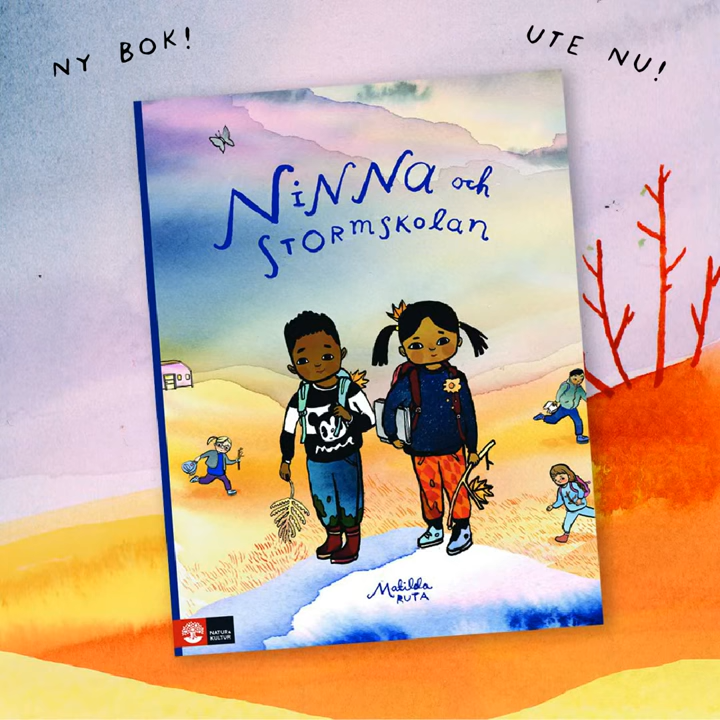 NY BOK!
UTE NU!
NiNNa och
STORmSKolan
Matilda
RUTA
NATUR &
KULTUR